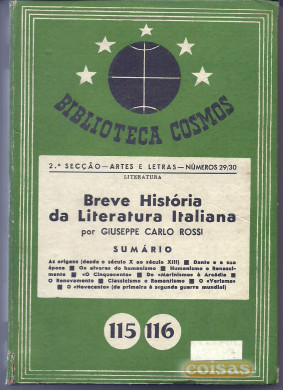 BIBLIOTECA COSMOS
2.ª SECÇÃO—ARTES E LETRAS—NÚMEROS 29/30
LITERATURA
Breve História
da Literatura Italiana
por GIUSEPPE CARLO ROSSI
SUMÁRIO
As origens (desde o século X ao século XIII) ■ Dante e a sua
época ■ Os alvores do humanismo ■ Humanismo e Renasci-
mento ■ «O Cinquecento» ■ Do «Marinismo» à Arcádia ■
O Renovamento ■ Classicismo e Romantismo ■ O «Verismo»
■ O «Novecento» (da primeira à segunda guerra mundial)
115 116
coisas